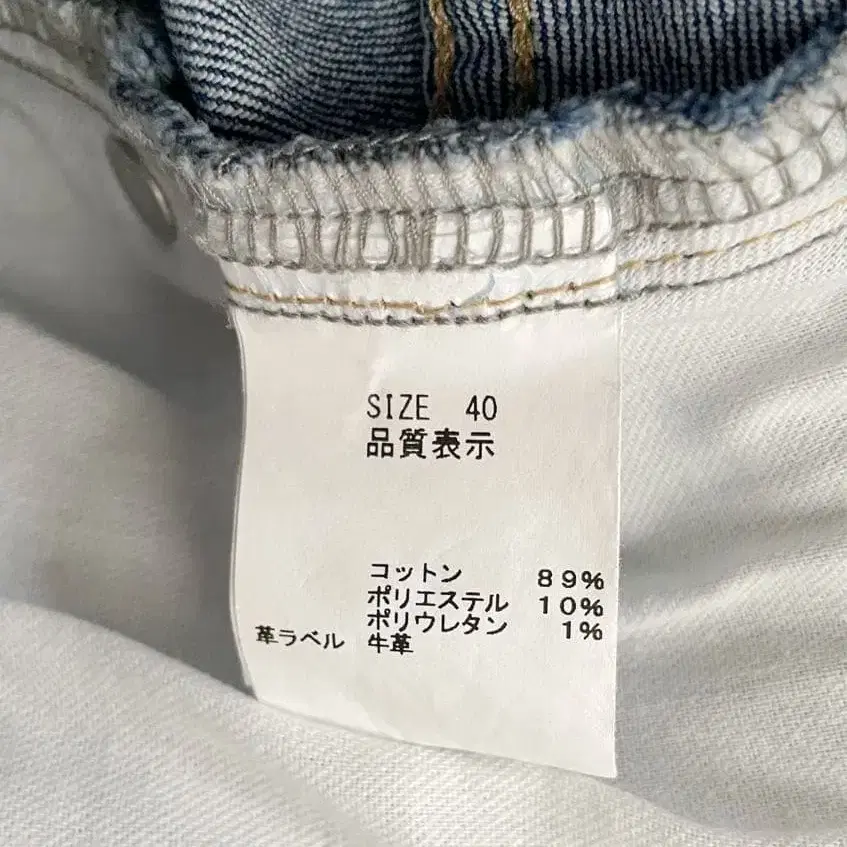 SIZE 40
品質表示
コットン 89%
ポリエステル 10%
ポリウレタン 1%
革ラベル 牛革